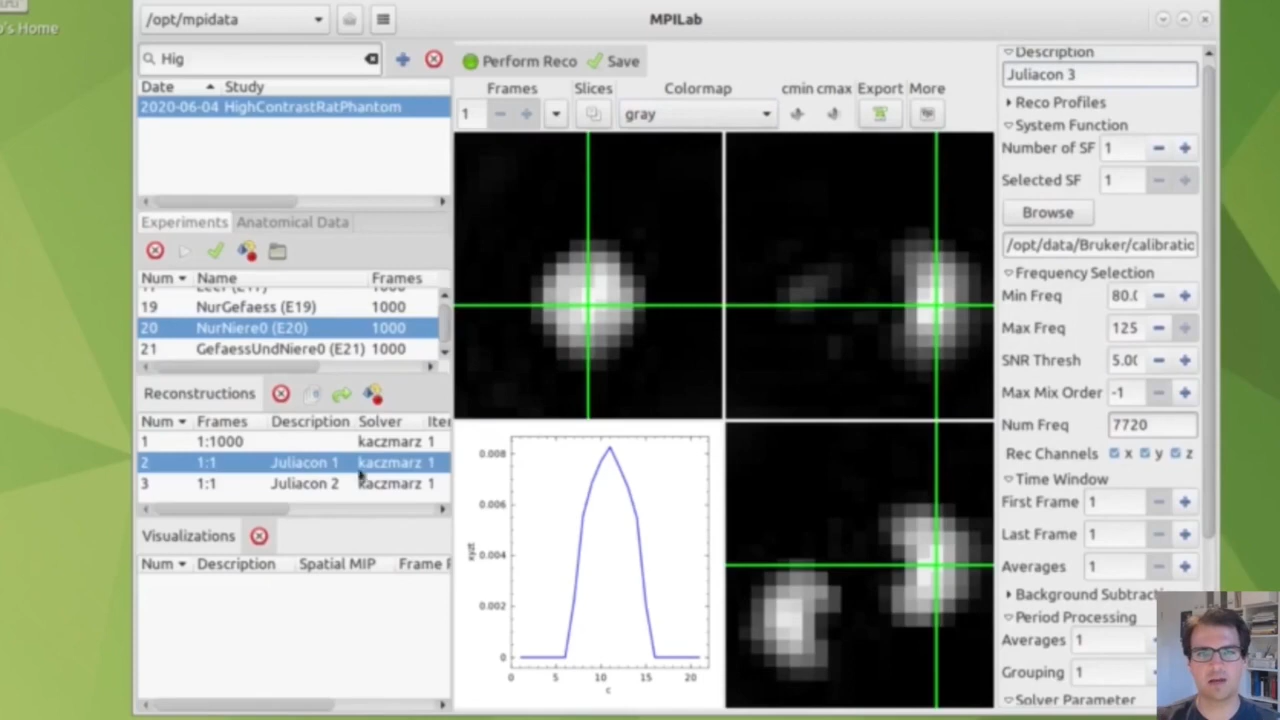 's Home
/opt/mpidata
MPILab
Hig
Date Study
2020-06-04 HighContrastRatPhantom
Experiments Anatomical Data
Num Name Frames
19 NurGefaess (E19) 1000
20 NurNiere0 (E20) 1000
21 GefaessUndNiere0 (E21) 1000
Reconstructions
Num Frames Description Solver Iter
1 1:1000 kaczmarz 1
2 1:1 Juliacon 1 kaczmarz 1
3 1:1 Juliacon 2 kaczmarz 1
Visualizations
Num Description Spatial MIP Frame
Perform Reco Save
Frames Slices Colormap cmin cmax Export More
1 gray
0.008
0.006
0.004
0.002
0
xyzt
0 5 10 15 20
c
Description
Juliacon 3
Reco Profiles
System Function
Number of SF 1
Selected SF 1
Browse
/opt/data/Bruker/calibratic
Frequency Selection
Min Freq 80.0
Max Freq 125
SNR Thresh 5.00
Max Mix Order -1
Num Freq 7720
Rec Channels x y z
Time Window
First Frame 1
Last Frame 1
Averages 1
Background Subtract
Period Processing
Averages 1
Grouping 1
Solver Parameter